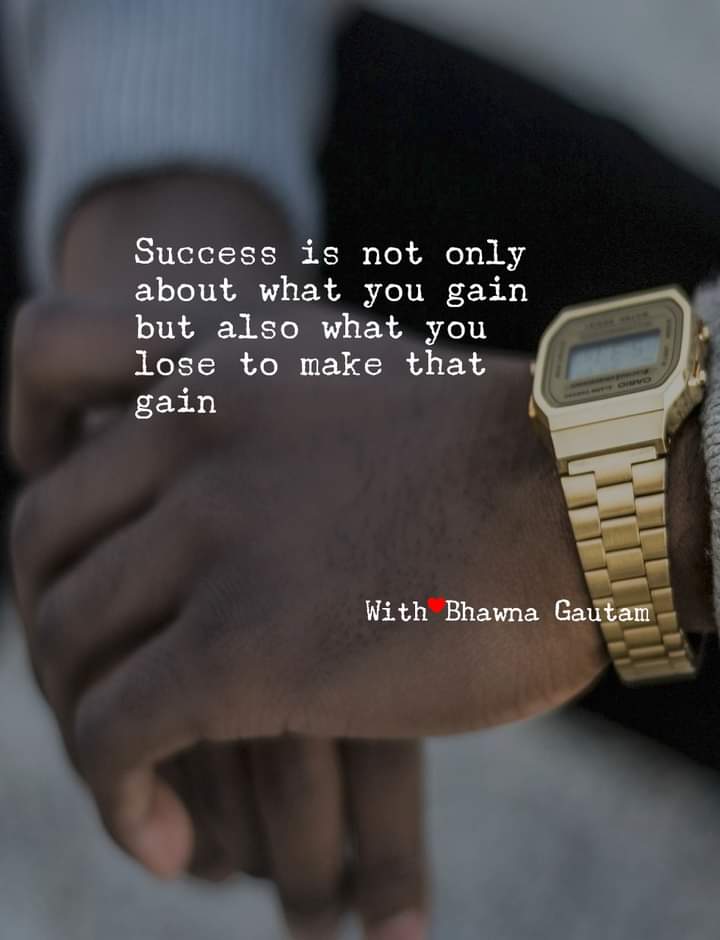 Success is not only
about what you gain
but also what you
lose to make that
gain
With❤Bhawna Gautam
CASIO